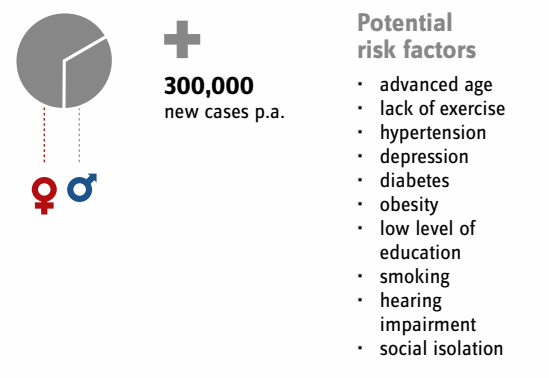 300,000
new cases p.a.
Potential
risk factors
· advanced age
· lack of exercise
· hypertension
· depression
· diabetes
· obesity
· low level of
education
· smoking
· hearing
impairment
· social isolation